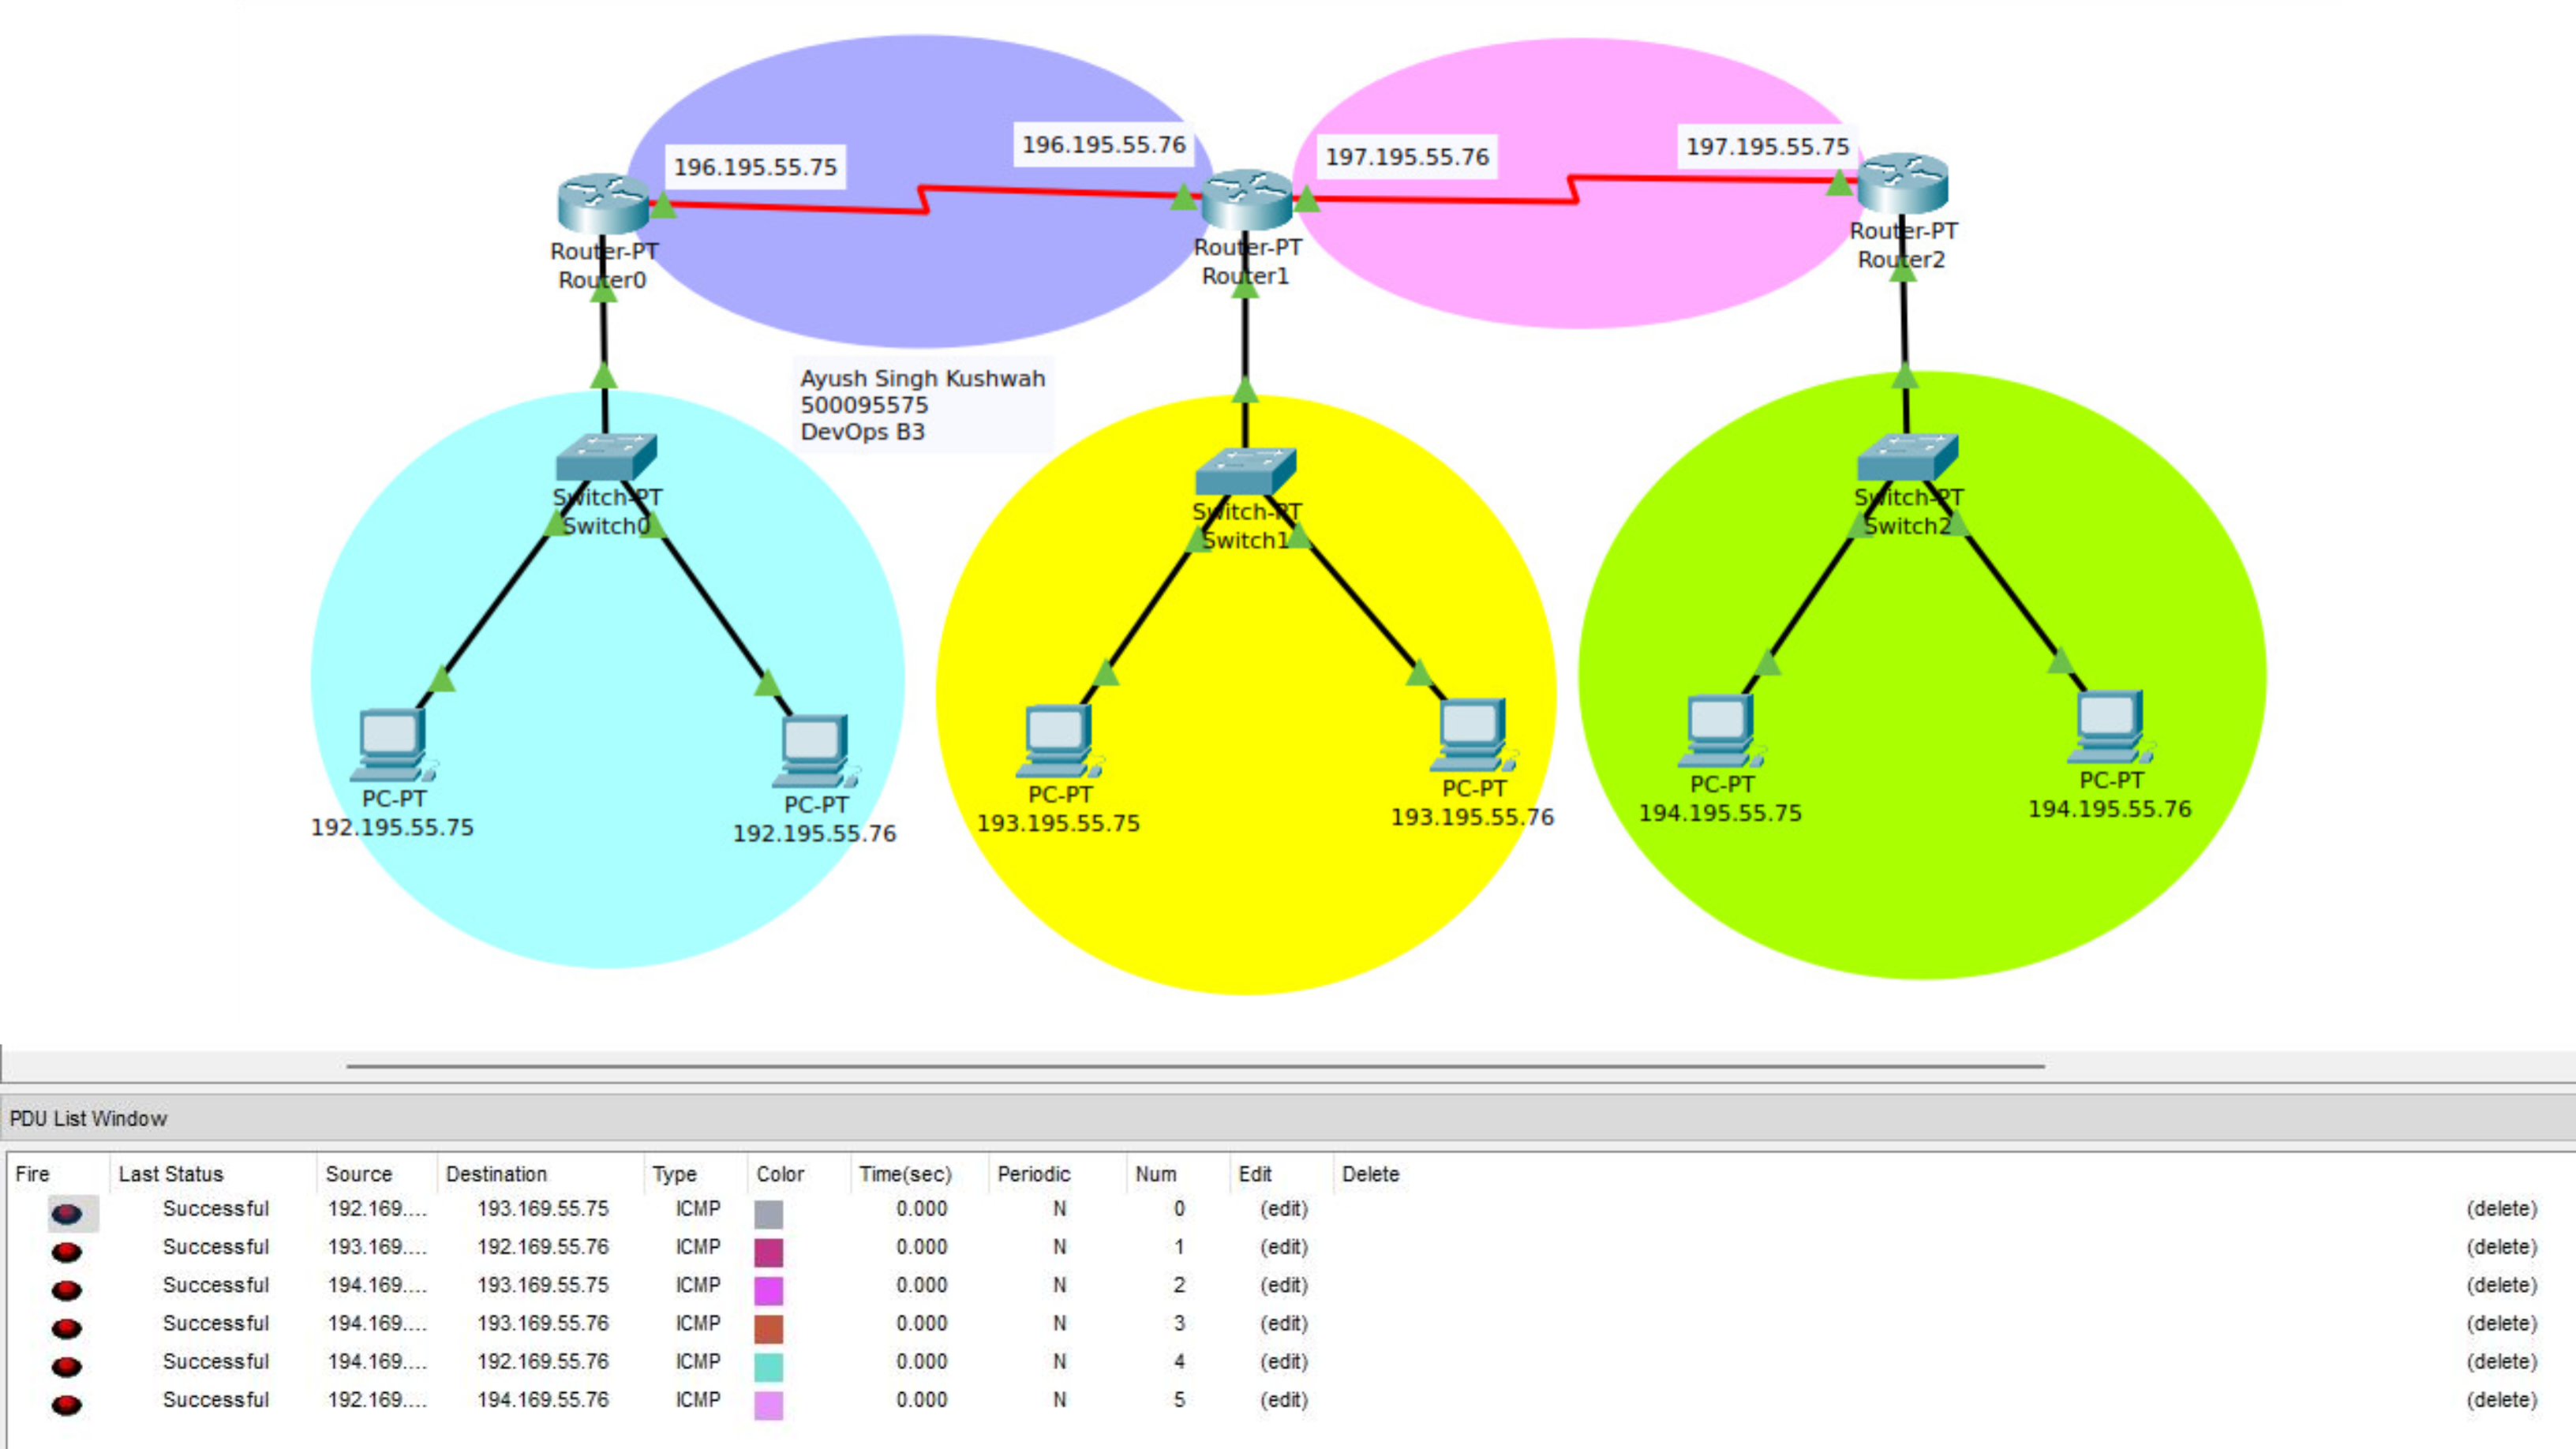 196.195.55.75
196.195.55.76
197.195.55.76
197.195.55.75
Router-PT
Router0
Router-PT
Router1
Router-PT
Router2
Ayush Singh Kushwah
500095575
DevOps B3
Switch-PT
Switch0
Switch-PT
Switch1
Switch-PT
Switch2
PC-PT
192.195.55.75
PC-PT
192.195.55.76
PC-PT
193.195.55.75
PC-PT
193.195.55.76
PC-PT
194.195.55.75
PC-PT
194.195.55.76
PDU List Window
Fire Last Status Source Destination Type Color Time(sec) Periodic Num Edit Delete
Successful 192.169.... 193.169.55.75 ICMP 0.000 N 0 (edit) (delete)
Successful 193.169.... 192.169.55.76 ICMP 0.000 N 1 (edit) (delete)
Successful 194.169.... 193.169.55.75 ICMP 0.000 N 2 (edit) (delete)
Successful 194.169.... 193.169.55.76 ICMP 0.000 N 3 (edit) (delete)
Successful 194.169.... 192.169.55.76 ICMP 0.000 N 4 (edit) (delete)
Successful 192.169.... 194.169.55.76 ICMP 0.000 N 5 (edit) (delete)